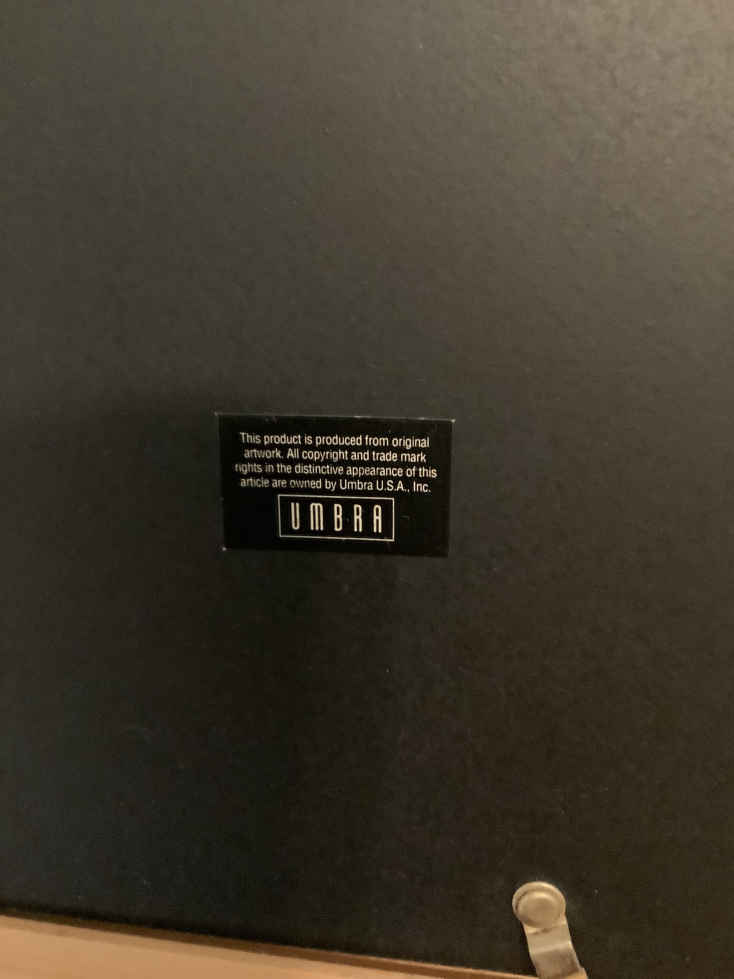 This product is produced from original
artwork. All copyright and trade mark
rights in the distinctive appearance of this
article are owned by Umbra U.S.A., Inc.
UMBRA